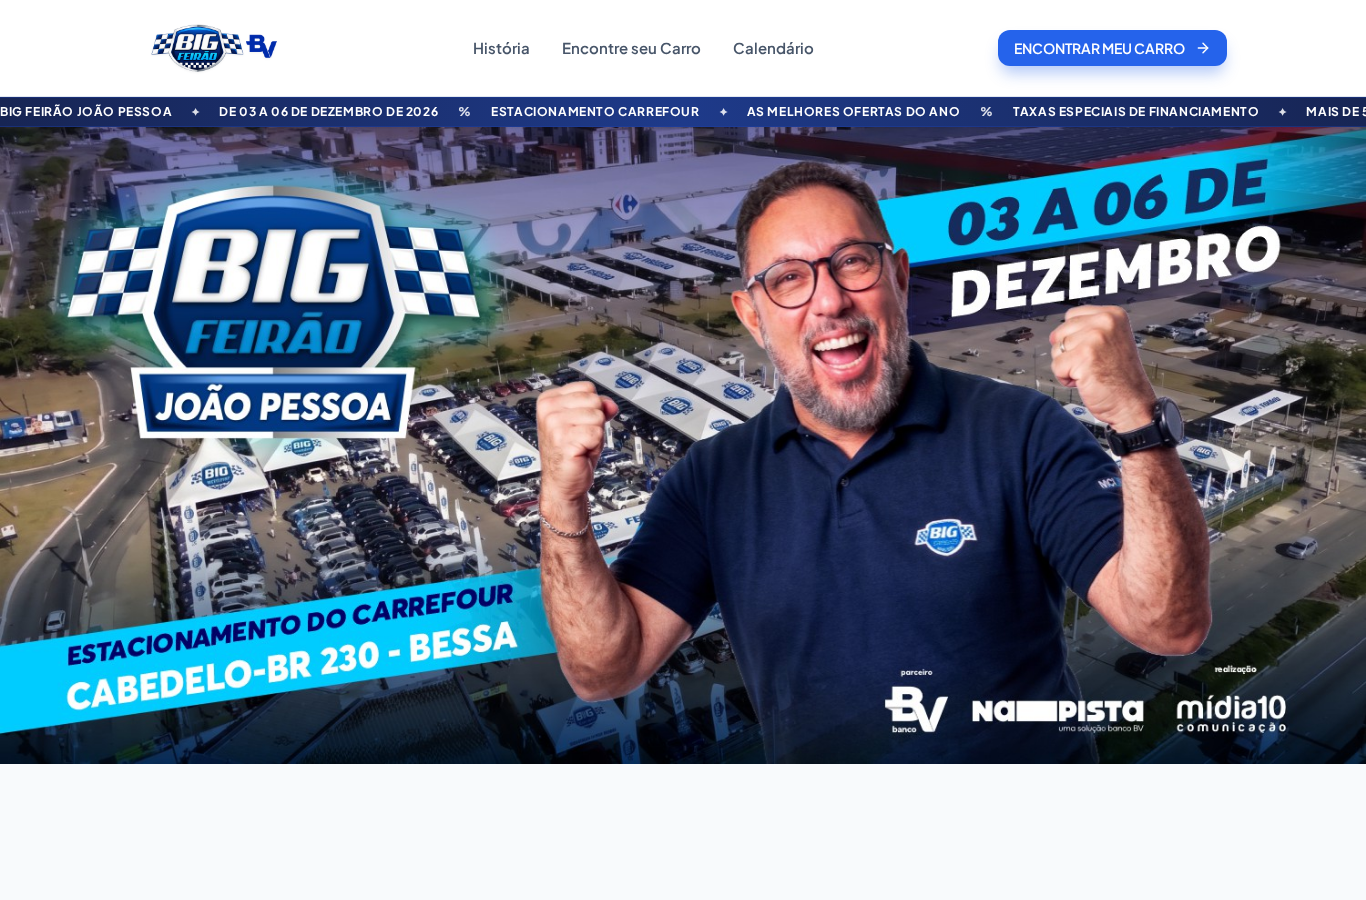 BIG
FEIRÃO
BV
História
Encontre seu Carro
Calendário
ENCONTRAR MEU CARRO
BIG FEIRÃO JOÃO PESSOA
DE 03 A 06 DE DEZEMBRO DE 2026
%
ESTACIONAMENTO CARREFOUR
AS MELHORES OFERTAS DO ANO
%
TAXAS ESPECIAIS DE FINANCIAMENTO
MAIS DE 5
03 A 06 DE
DEZEMBRO
BIG
FEIRÃO
JOÃO PESSOA
BIG
ESTACIONAMENTO DO CARREFOUR
CABEDELO-BR 230 - BESSA
parceiro
BV
banco
NAPISTA
uma solução banco BV
realização
mídia10
comunicação